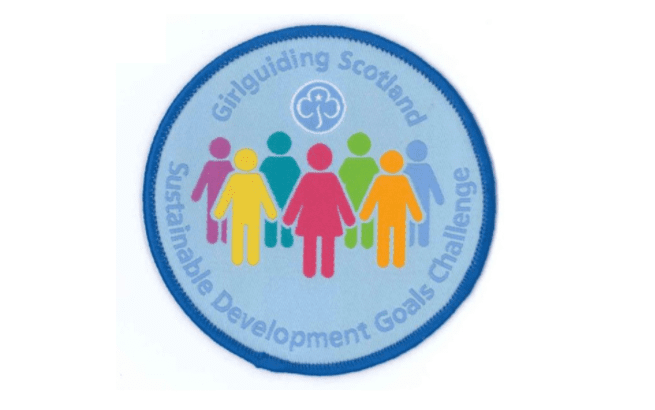 Girlguiding Scotland
Sustainable Development Goals Challenge